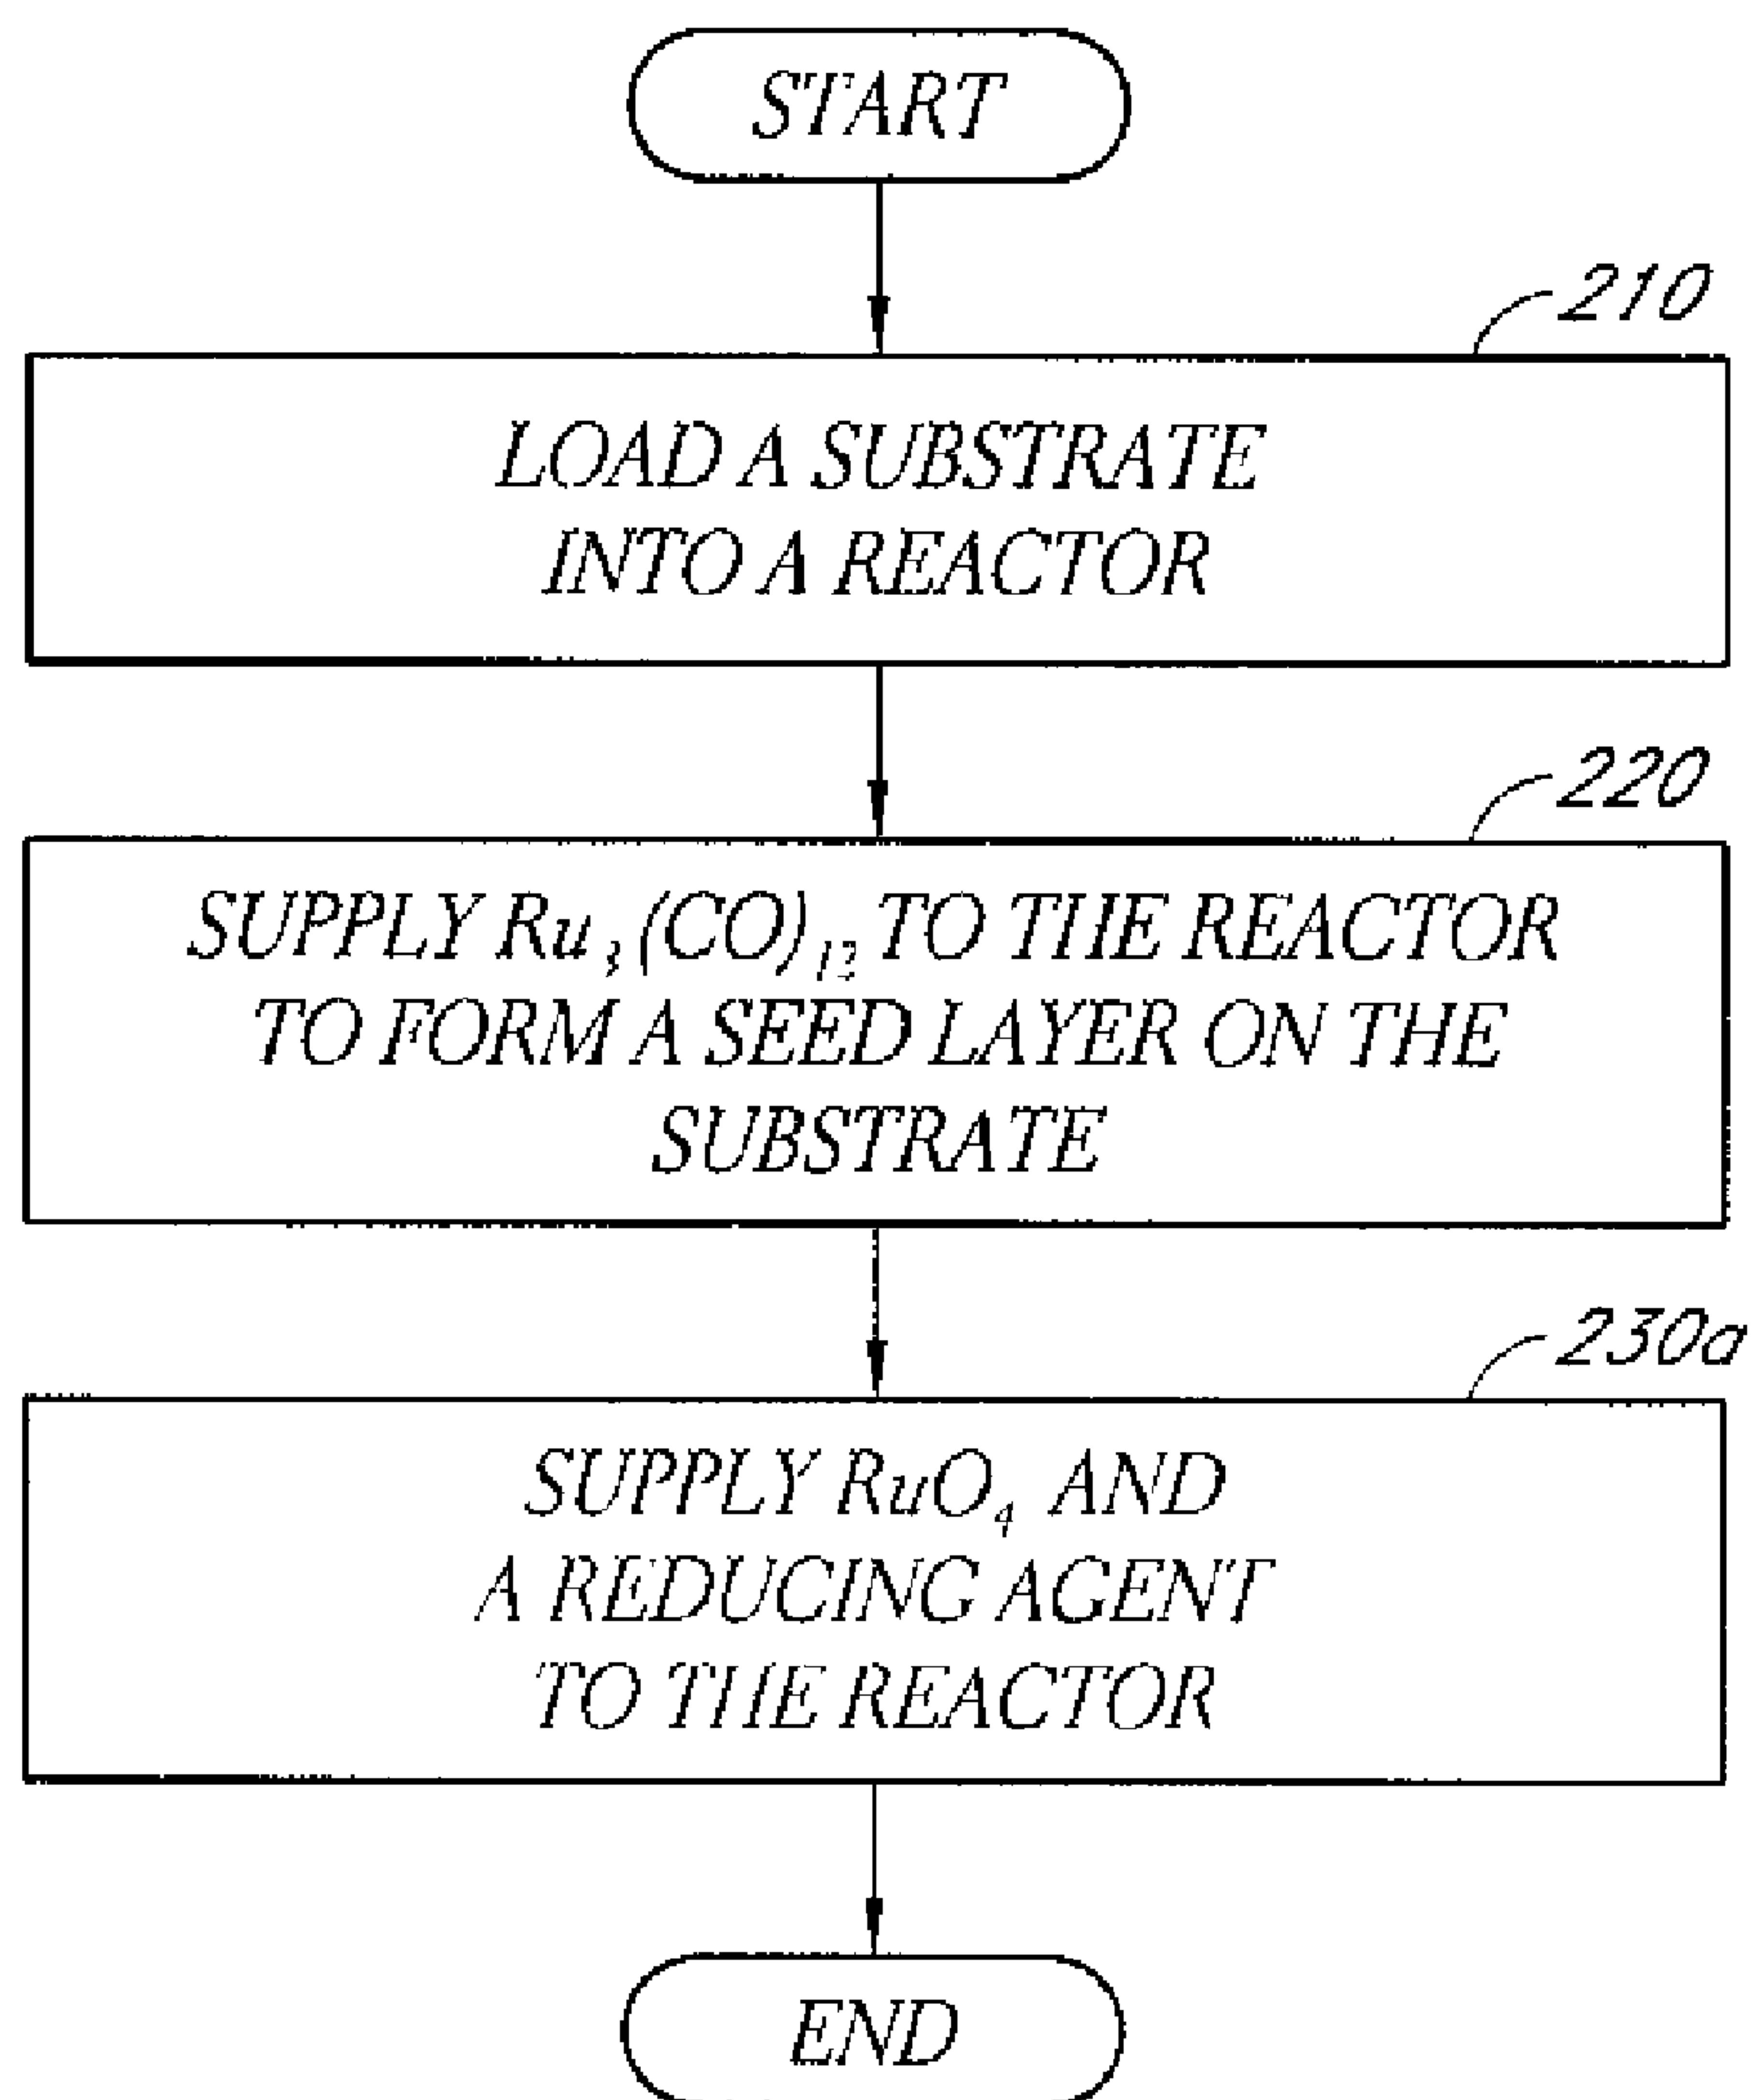 START
210
LOAD A SUBSTRATE
INTO A REACTOR
220
SUPPLY Ru₃(CO)₁₂ TO THE REACTOR
TO FORM A SEED LAYER ON THE
SUBSTRATE
230a
SUPPLY RuO₄ AND
A REDUCING AGENT
TO THE REACTOR
END